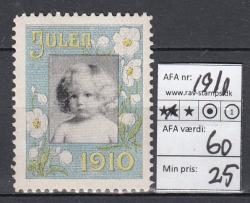 JULEN
1910
AFA nr: 1910
www.rav-stamps.dk
AFA værdi:
60
Min pris:
25